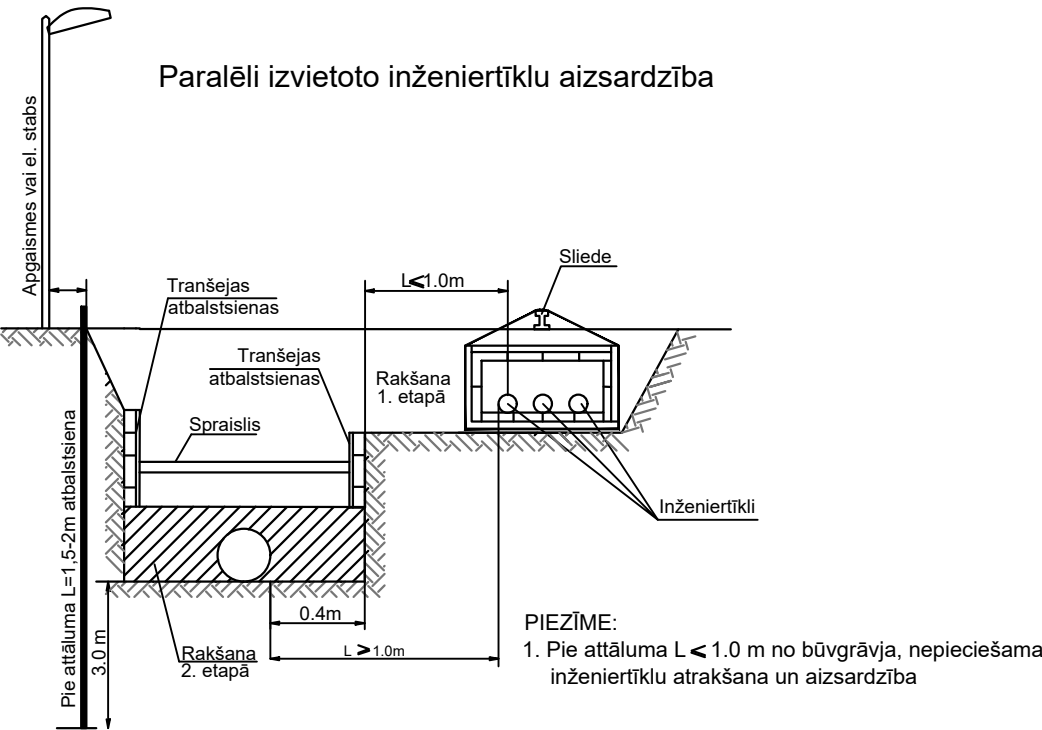 Paralēli izvietoto inženiertīklu aizsardzība
Apgaismes vai el. stabs
Tranšejas
atbalstsienas
L<1.0m
Sliede
Tranšejas
atbalstsienas
Rakšana
1. etapā
Spraislis
Inženiertīkli
Pie attāluma L=1,5-2m atbalstsiena
3.0 m
0.4m
L >1.0m
Rakšana
2. etapā
PIEZĪME:
1. Pie attāluma L < 1.0 m no būvgrāvja, nepieciešama
inženiertīklu atrakšana un aizsardzība